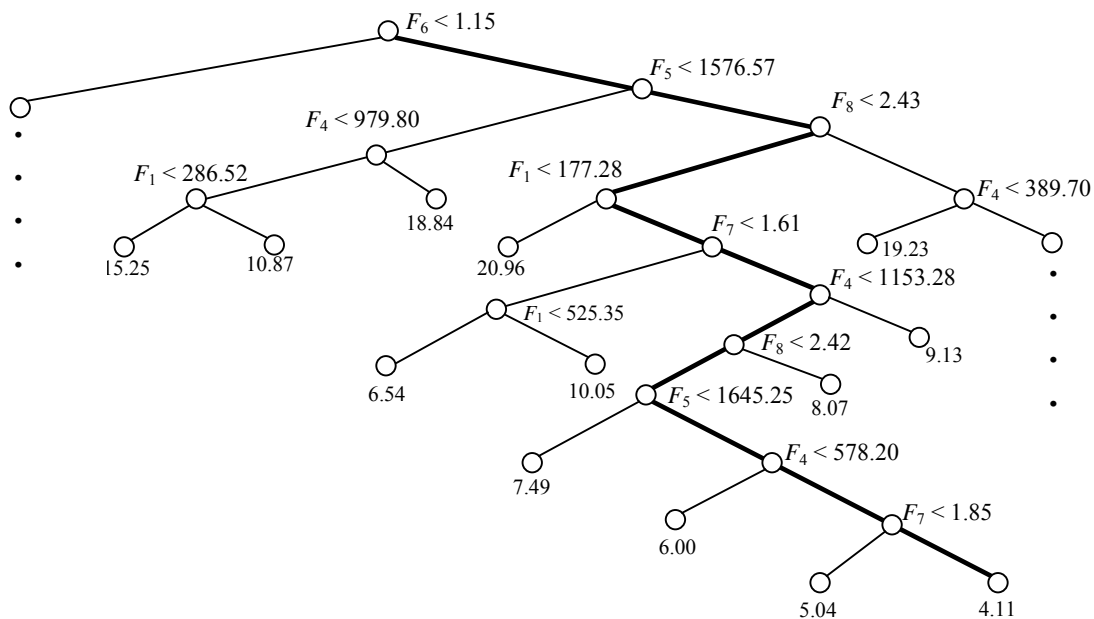 F6 < 1.15
F5 < 1576.57
F8 < 2.43
F4 < 979.80
F1 < 286.52
F1 < 177.28
F4 < 389.70
18.84
F7 < 1.61
15.25
10.87
20.96
19.23
F4 < 1153.28
F1 < 525.35
F8 < 2.42
9.13
6.54
10.05
F5 < 1645.25
8.07
F4 < 578.20
7.49
F7 < 1.85
6.00
5.04
4.11